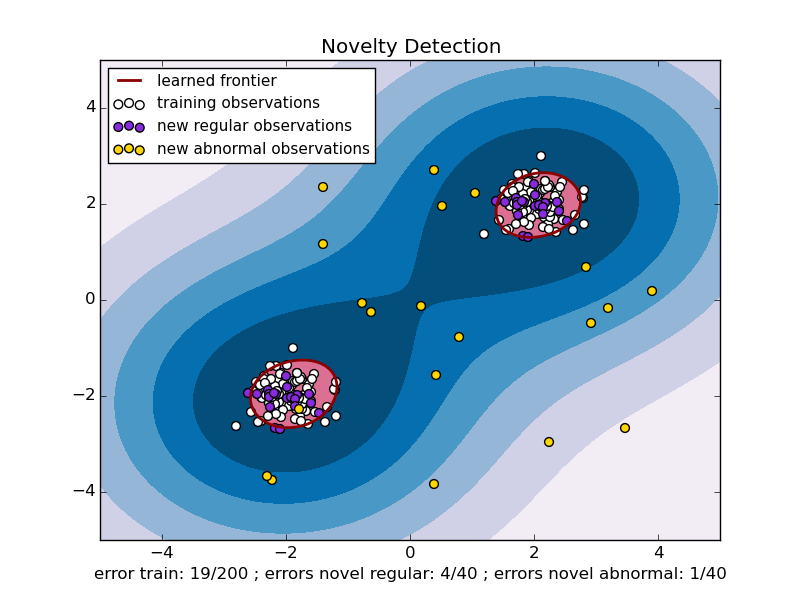 Novelty Detection
learned frontier
training observations
new regular observations
new abnormal observations
4
2
0
−2
−4
−4 −2 0 2 4
error train: 19/200 ; errors novel regular: 4/40 ; errors novel abnormal: 1/40